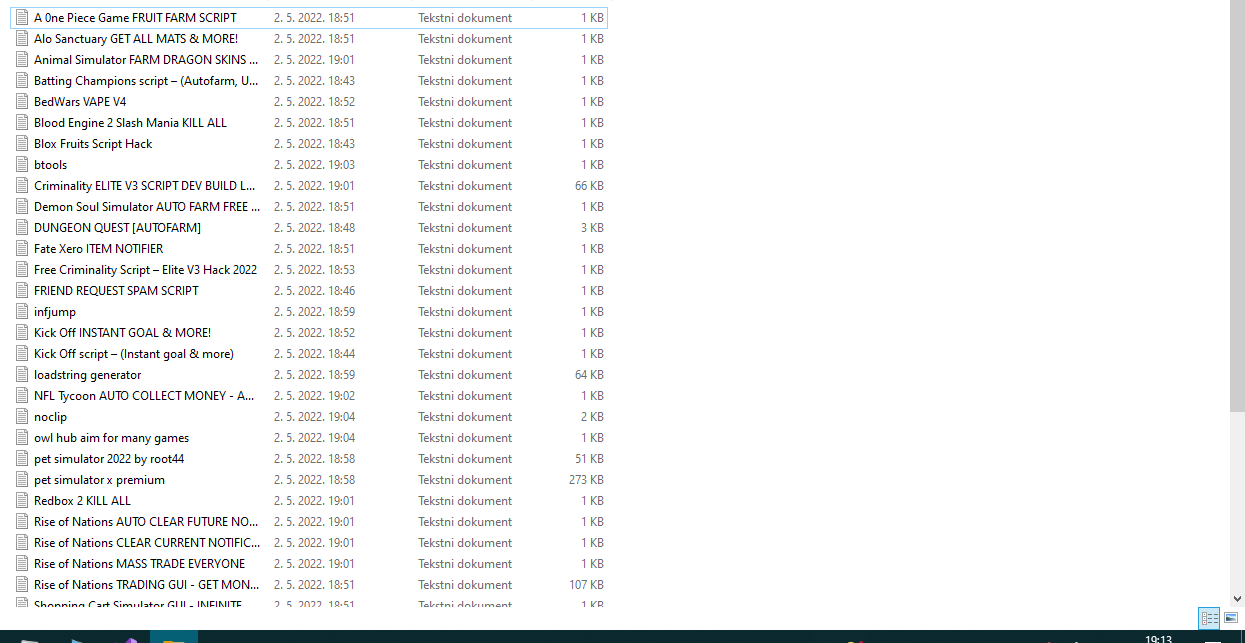 A 0ne Piece Game FRUIT FARM SCRIPT 2. 5. 2022. 18:51 Tekstni dokument 1 KB
Alo Sanctuary GET ALL MATS & MORE! 2. 5. 2022. 18:51 Tekstni dokument 1 KB
Animal Simulator FARM DRAGON SKINS ... 2. 5. 2022. 19:01 Tekstni dokument 1 KB
Batting Champions script – (Autofarm, U... 2. 5. 2022. 18:43 Tekstni dokument 1 KB
BedWars VAPE V4 2. 5. 2022. 18:52 Tekstni dokument 1 KB
Blood Engine 2 Slash Mania KILL ALL 2. 5. 2022. 18:51 Tekstni dokument 1 KB
Blox Fruits Script Hack 2. 5. 2022. 18:43 Tekstni dokument 1 KB
btools 2. 5. 2022. 19:03 Tekstni dokument 1 KB
Criminality ELITE V3 SCRIPT DEV BUILD L... 2. 5. 2022. 19:01 Tekstni dokument 66 KB
Demon Soul Simulator AUTO FARM FREE ... 2. 5. 2022. 18:51 Tekstni dokument 1 KB
DUNGEON QUEST [AUTOFARM] 2. 5. 2022. 18:48 Tekstni dokument 3 KB
Fate Xero ITEM NOTIFIER 2. 5. 2022. 18:51 Tekstni dokument 1 KB
Free Criminality Script – Elite V3 Hack 2022 2. 5. 2022. 18:53 Tekstni dokument 1 KB
FRIEND REQUEST SPAM SCRIPT 2. 5. 2022. 18:46 Tekstni dokument 1 KB
infjump 2. 5. 2022. 18:59 Tekstni dokument 1 KB
Kick Off INSTANT GOAL & MORE! 2. 5. 2022. 18:52 Tekstni dokument 1 KB
Kick Off script – (Instant goal & more) 2. 5. 2022. 18:44 Tekstni dokument 1 KB
loadstring generator 2. 5. 2022. 18:59 Tekstni dokument 64 KB
NFL Tycoon AUTO COLLECT MONEY - A... 2. 5. 2022. 19:02 Tekstni dokument 1 KB
noclip 2. 5. 2022. 19:04 Tekstni dokument 2 KB
owl hub aim for many games 2. 5. 2022. 19:04 Tekstni dokument 1 KB
pet simulator 2022 by root44 2. 5. 2022. 18:58 Tekstni dokument 51 KB
pet simulator x premium 2. 5. 2022. 18:58 Tekstni dokument 273 KB
Redbox 2 KILL ALL 2. 5. 2022. 19:01 Tekstni dokument 1 KB
Rise of Nations AUTO CLEAR FUTURE NO... 2. 5. 2022. 19:01 Tekstni dokument 1 KB
Rise of Nations CLEAR CURRENT NOTIFIC... 2. 5. 2022. 19:01 Tekstni dokument 1 KB
Rise of Nations MASS TRADE EVERYONE 2. 5. 2022. 19:01 Tekstni dokument 1 KB
Rise of Nations TRADING GUI - GET MON... 2. 5. 2022. 18:51 Tekstni dokument 107 KB
Shopping Cart Simulator GUI - INFINITE 2. 5. 2022. 18:51 Tekstni dokument 1 KB
19:13